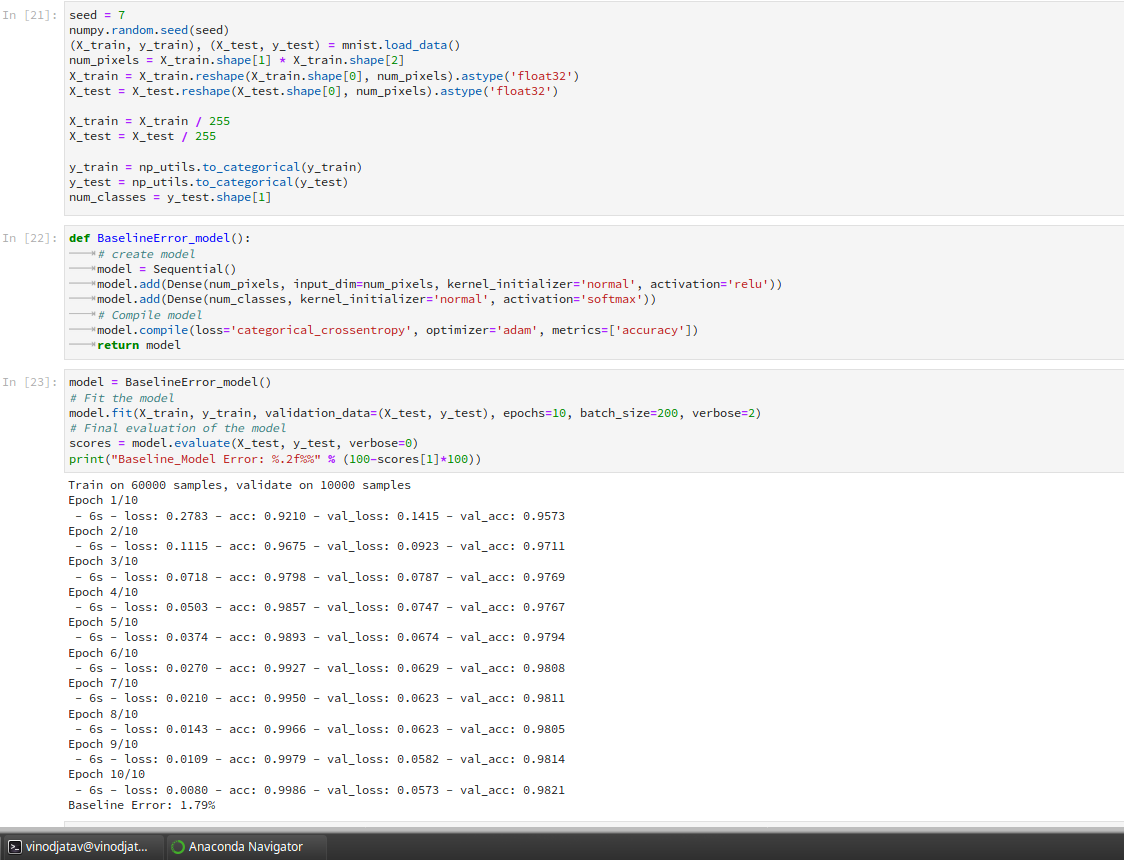 In [21]:
seed = 7
numpy.random.seed(seed)
(X_train, y_train), (X_test, y_test) = mnist.load_data()
num_pixels = X_train.shape[1] * X_train.shape[2]
X_train = X_train.reshape(X_train.shape[0], num_pixels).astype('float32')
X_test = X_test.reshape(X_test.shape[0], num_pixels).astype('float32')
X_train = X_train / 255
X_test = X_test / 255
y_train = np_utils.to_categorical(y_train)
y_test = np_utils.to_categorical(y_test)
num_classes = y_test.shape[1]
In [22]:
def BaselineError_model():
# create model
model = Sequential()
model.add(Dense(num_pixels, input_dim=num_pixels, kernel_initializer='normal', activation='relu'))
model.add(Dense(num_classes, kernel_initializer='normal', activation='softmax'))
# Compile model
model.compile(loss='categorical_crossentropy', optimizer='adam', metrics=['accuracy'])
return model
In [23]:
model = BaselineError_model()
# Fit the model
model.fit(X_train, y_train, validation_data=(X_test, y_test), epochs=10, batch_size=200, verbose=2)
# Final evaluation of the model
scores = model.evaluate(X_test, y_test, verbose=0)
print("Baseline_Model Error: %.2f%%" % (100-scores[1]*100))
Train on 60000 samples, validate on 10000 samples
Epoch 1/10
- 6s - loss: 0.2783 - acc: 0.9210 - val_loss: 0.1415 - val_acc: 0.9573
Epoch 2/10
- 6s - loss: 0.1115 - acc: 0.9675 - val_loss: 0.0923 - val_acc: 0.9711
Epoch 3/10
- 6s - loss: 0.0718 - acc: 0.9798 - val_loss: 0.0787 - val_acc: 0.9769
Epoch 4/10
- 6s - loss: 0.0503 - acc: 0.9857 - val_loss: 0.0747 - val_acc: 0.9767
Epoch 5/10
- 6s - loss: 0.0374 - acc: 0.9893 - val_loss: 0.0674 - val_acc: 0.9794
Epoch 6/10
- 6s - loss: 0.0270 - acc: 0.9927 - val_loss: 0.0629 - val_acc: 0.9808
Epoch 7/10
- 6s - loss: 0.0210 - acc: 0.9950 - val_loss: 0.0623 - val_acc: 0.9811
Epoch 8/10
- 6s - loss: 0.0143 - acc: 0.9966 - val_loss: 0.0623 - val_acc: 0.9805
Epoch 9/10
- 6s - loss: 0.0109 - acc: 0.9979 - val_loss: 0.0582 - val_acc: 0.9814
Epoch 10/10
- 6s - loss: 0.0080 - acc: 0.9986 - val_loss: 0.0573 - val_acc: 0.9821
Baseline Error: 1.79%
vinodjatav@vinodjat...
Anaconda Navigator